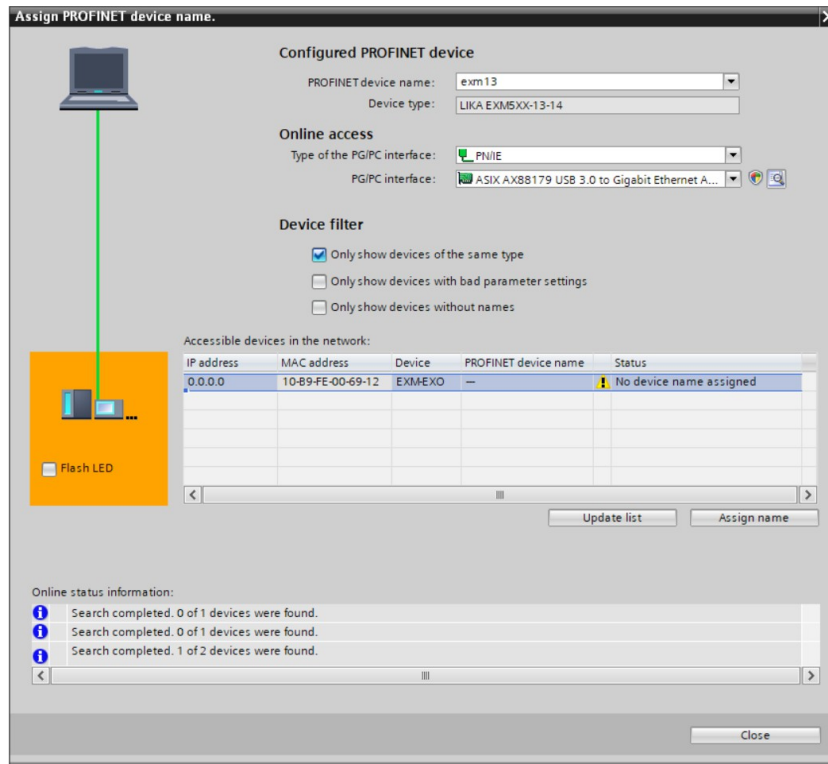 Assign PROFINET device name.
Configured PROFINET device
PROFINET device name: exm13
Device type: LIKA EXM5XX-13-14
Online access
Type of the PG/PC interface: PN/IE
PG/PC interface: ASIX AX88179 USB 3.0 to Gigabit Ethernet A...
Device filter
Only show devices of the same type
Only show devices with bad parameter settings
Only show devices without names
Accessible devices in the network:
IP address MAC address Device PROFINET device name Status
0.0.0.0 10-B9-FE-00-69-12 EXM-EXO — No device name assigned
Flash LED
Update list Assign name
Online status information:
Search completed. 0 of 1 devices were found.
Search completed. 0 of 1 devices were found.
Search completed. 1 of 2 devices were found.
Close